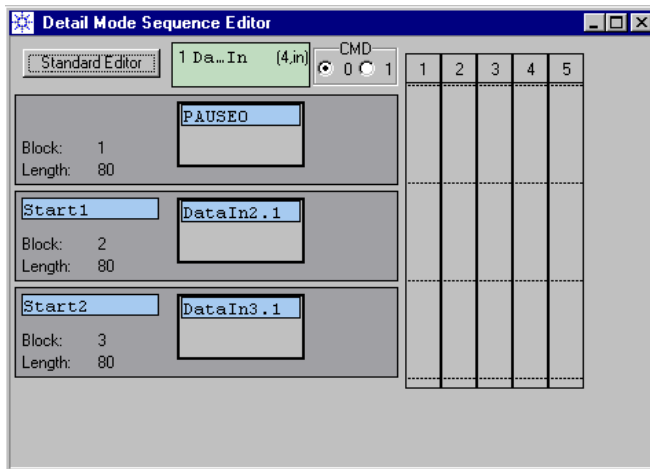 Detail Mode Sequence Editor
Standard Editor
1 Da…In (4,in)
CMD
0 1
1 2 3 4 5
PAUSE0
Block: 1
Length: 80
Start1
DataIn2.1
Block: 2
Length: 80
Start2
DataIn3.1
Block: 3
Length: 80